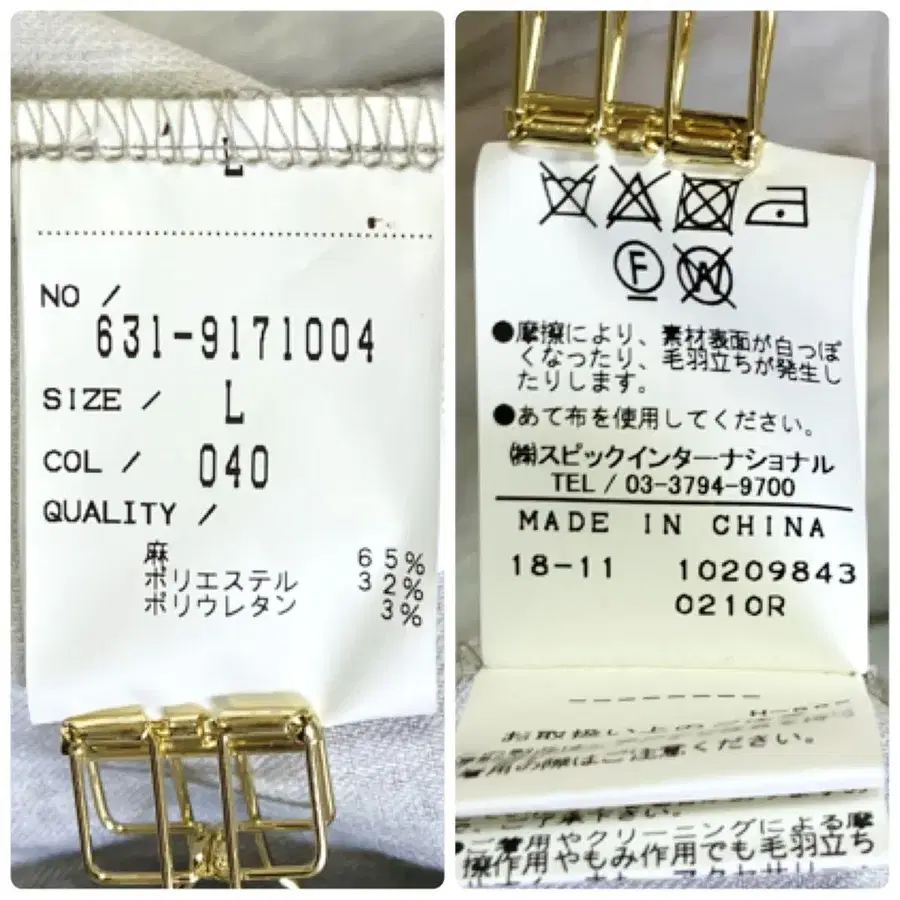 L
NO /
631-9171004
SIZE / L
COL / 040
QUALITY /
麻 65%
ポリエステル 32%
ポリウレタン 3%
F
W
●摩擦により、素材表面が白っぽ
くなったり、毛羽立ちが発生し
たりします。
●あて布を使用してください。
㈱スピックインターナショナル
TEL / 03-3794-9700
MADE IN CHINA
18-11 10209843
0210R
お取扱い上のご注意
ください。
●ご着用やクリーニングによる摩
擦作用やもみ作用でも毛羽立ち